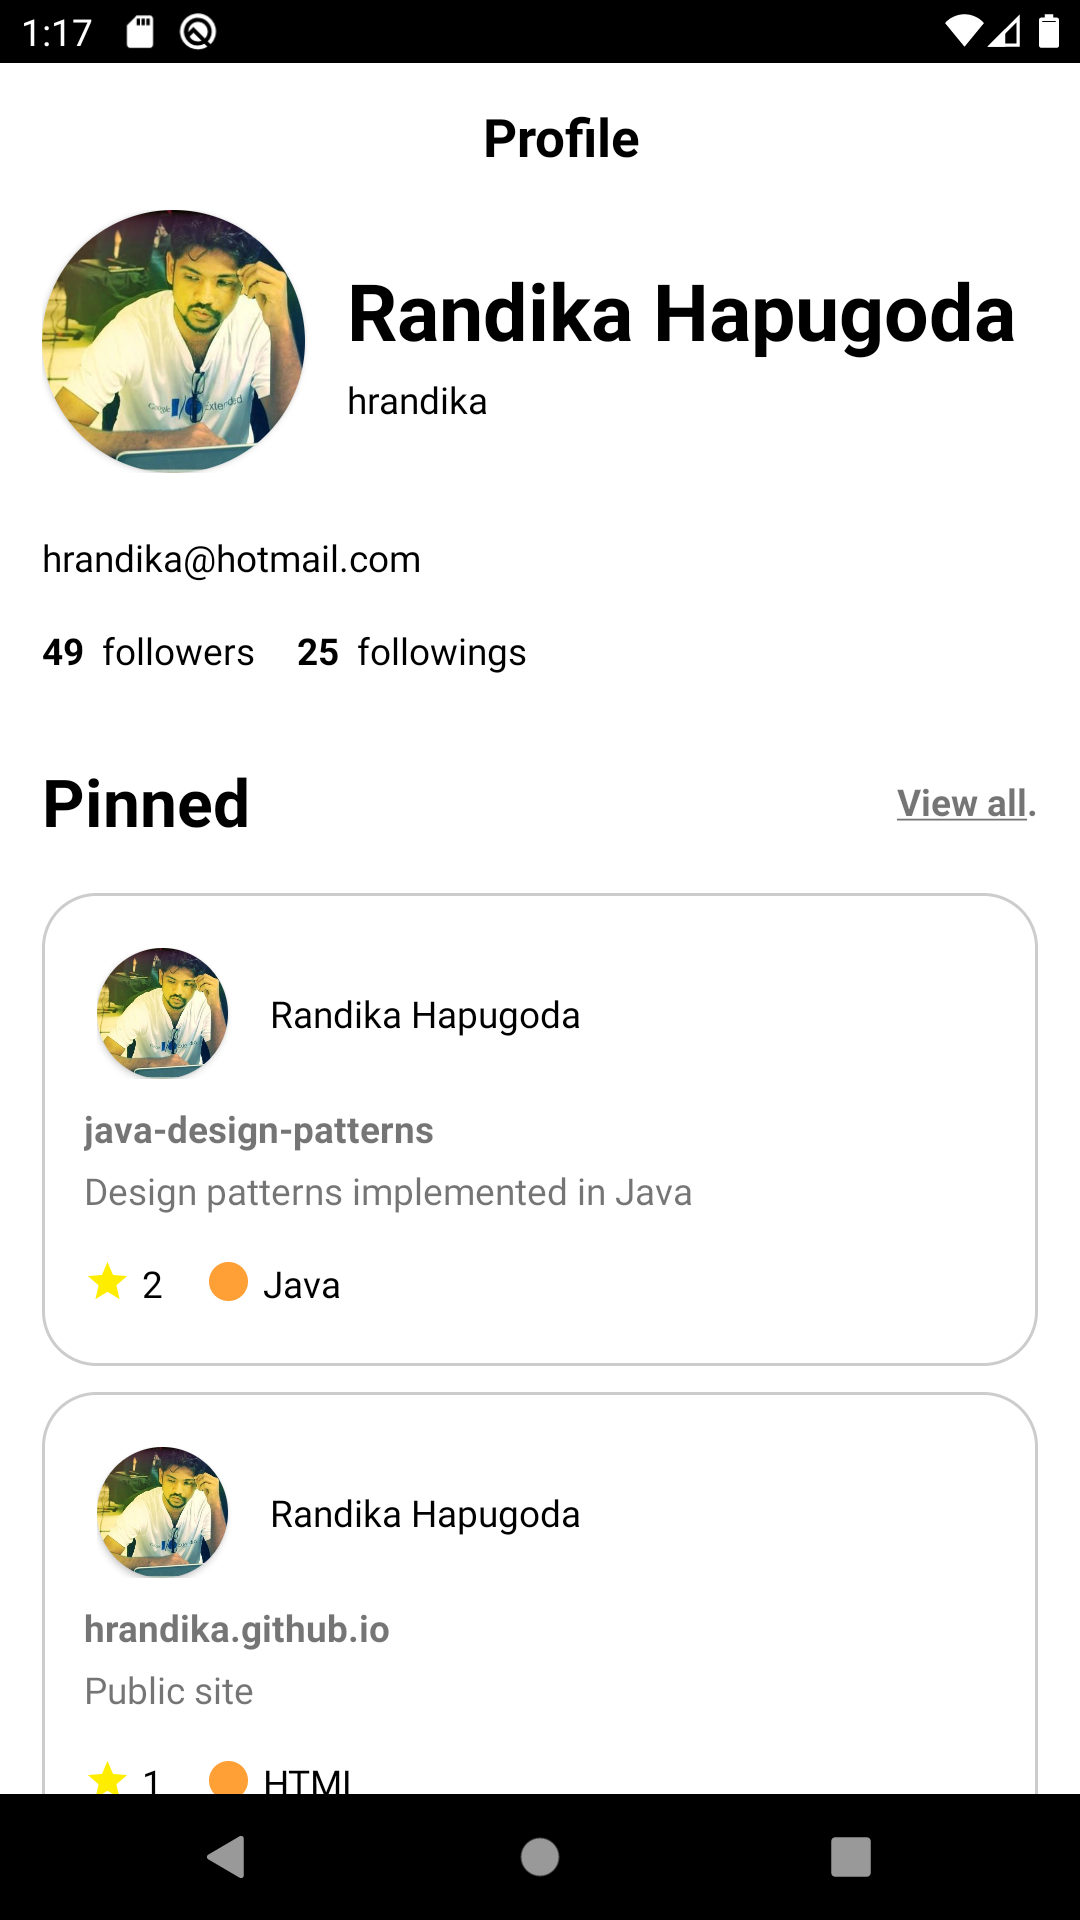 1:17
Profile
Randika Hapugoda
hrandika
hrandika@hotmail.com
49 followers 25 followings
Pinned View all.
Randika Hapugoda
java-design-patterns
Design patterns implemented in Java
2 Java
Randika Hapugoda
hrandika.github.io
Public site
1 HTML